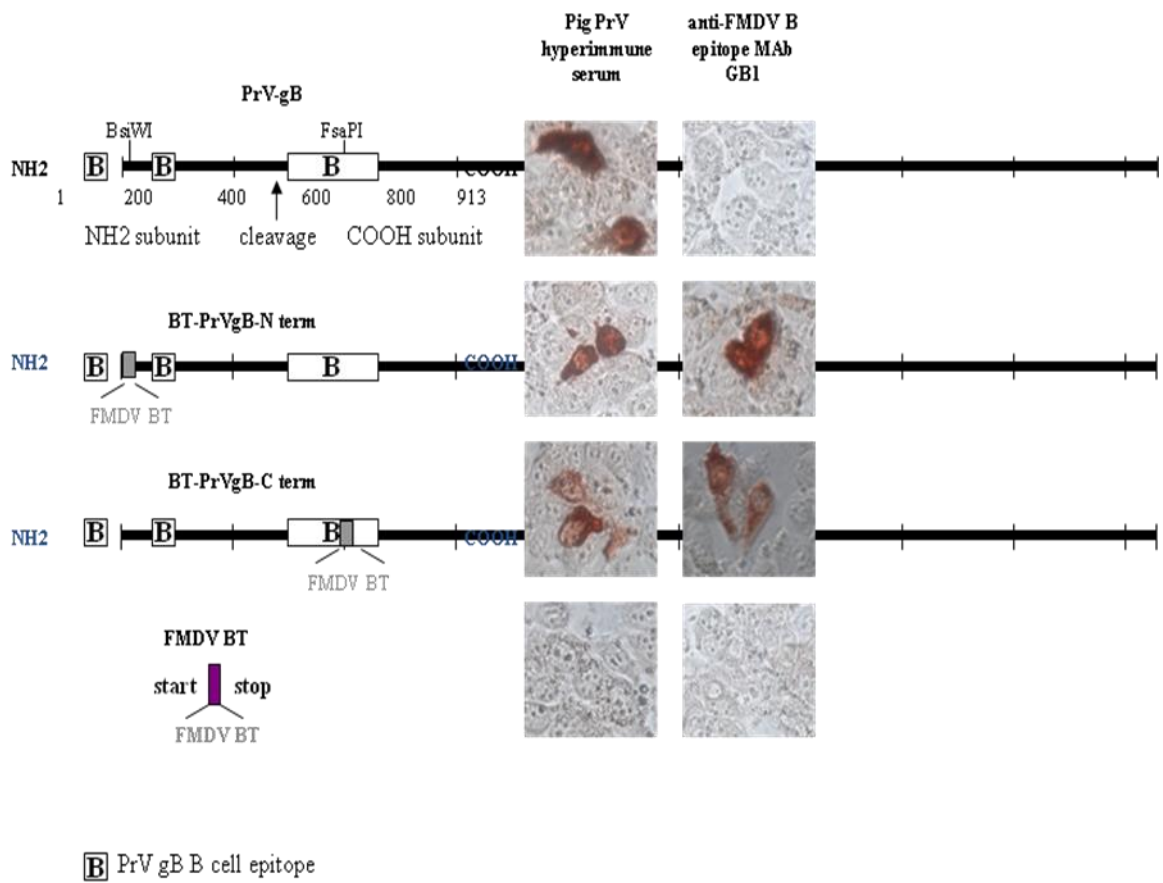 Pig PrV
hyperimmune
serum
anti-FMDV B
epitope MAb
GB1
PrV-gB
BsiWI
FsaPI
NH2 B B B COOH
1 200 400 600 800 913
NH2 subunit cleavage COOH subunit
BT-PrVgB-N term
NH2 B B B COOH
FMDV BT
BT-PrVgB-C term
NH2 B B B COOH
FMDV BT
FMDV BT
start stop
FMDV BT
B PrV gB B cell epitope